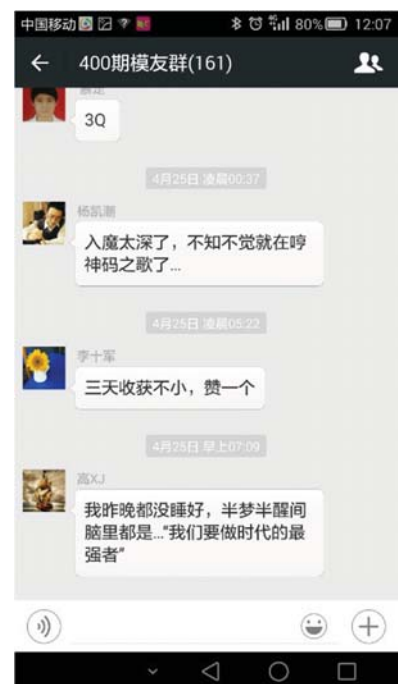 中国移动 80% 12:07
400期模友群(161)
3Q
4月25日 凌晨00:37
杨凯潮
入魔太深了，不知不觉就在哼
神码之歌了...
4月25日 凌晨05:22
李十军
三天收获不小，赞一个
4月25日 早上07:09
高XJ
我昨晚都没睡好，半梦半醒间
脑里都是..."我们要做时代的最
强者"